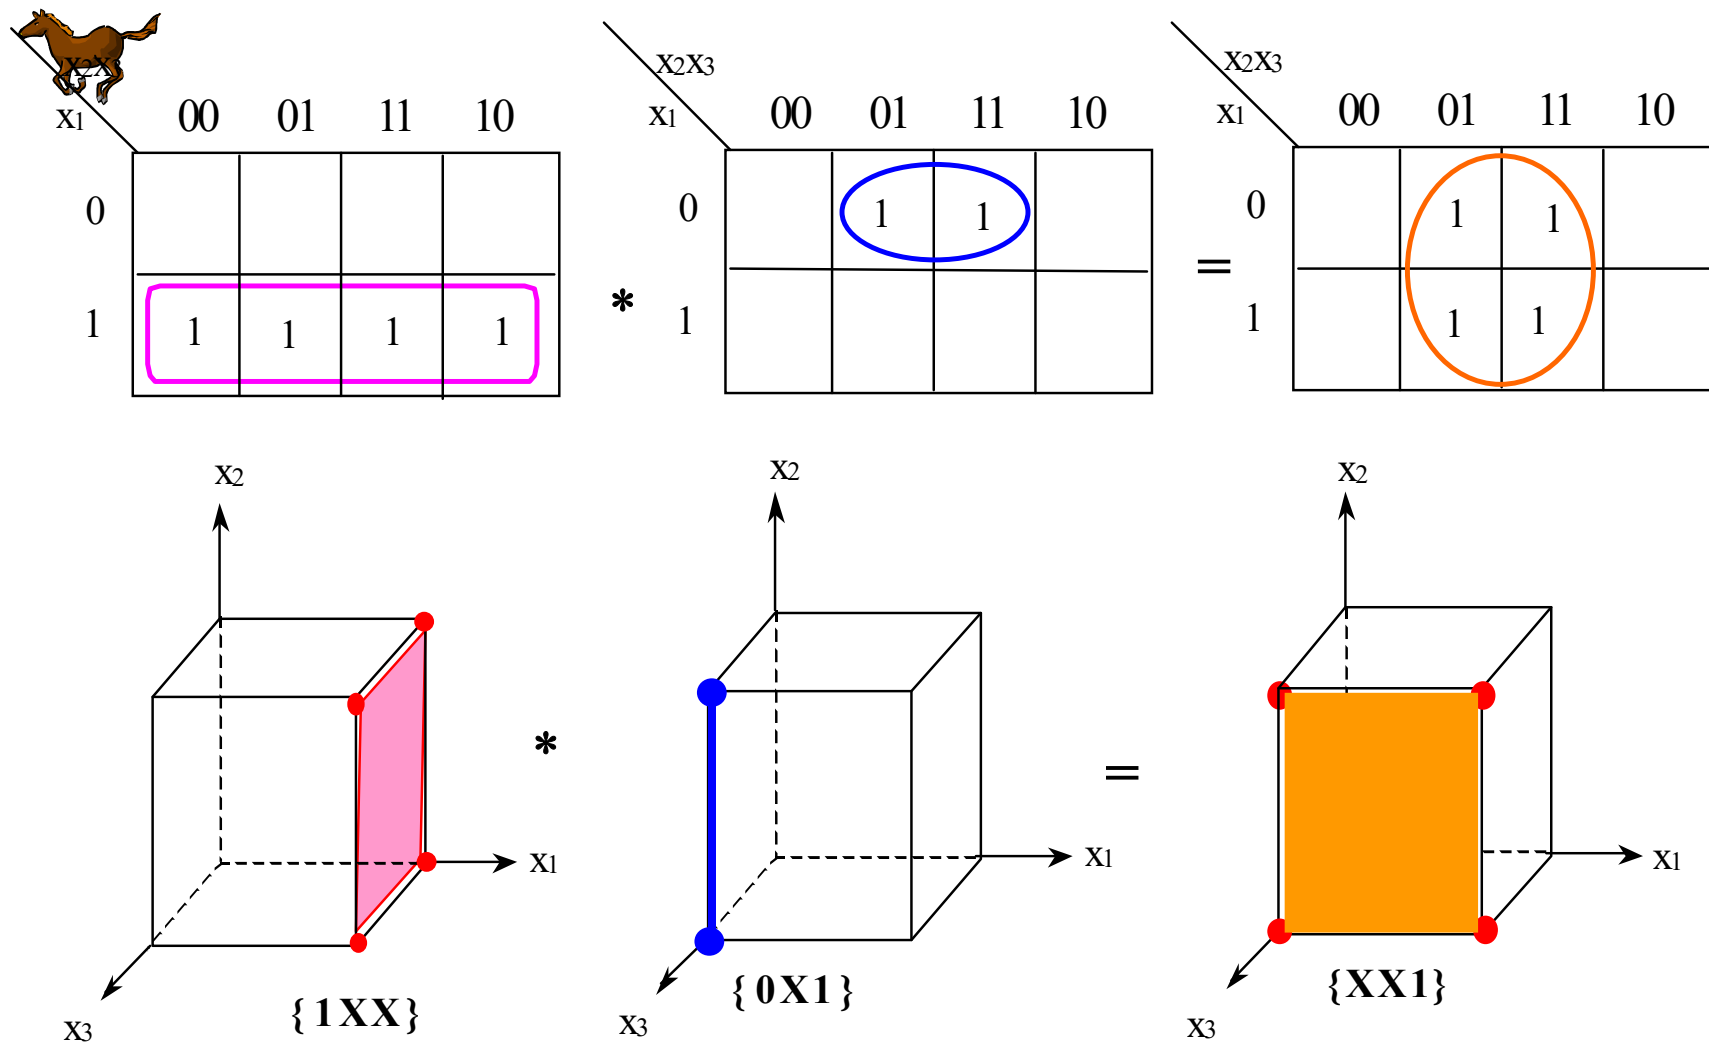 x2x3 x2x3 x2x3
x1 00 01 11 10 x1 00 01 11 10 x1 00 01 11 10
0 0 1 1 0 1 1
* =
1 1 1 1 1 1 1 1 1
x2 x2 x2
* =
x1 x1 x1
{1XX} {0X1} {XX1}
x3 x3 x3